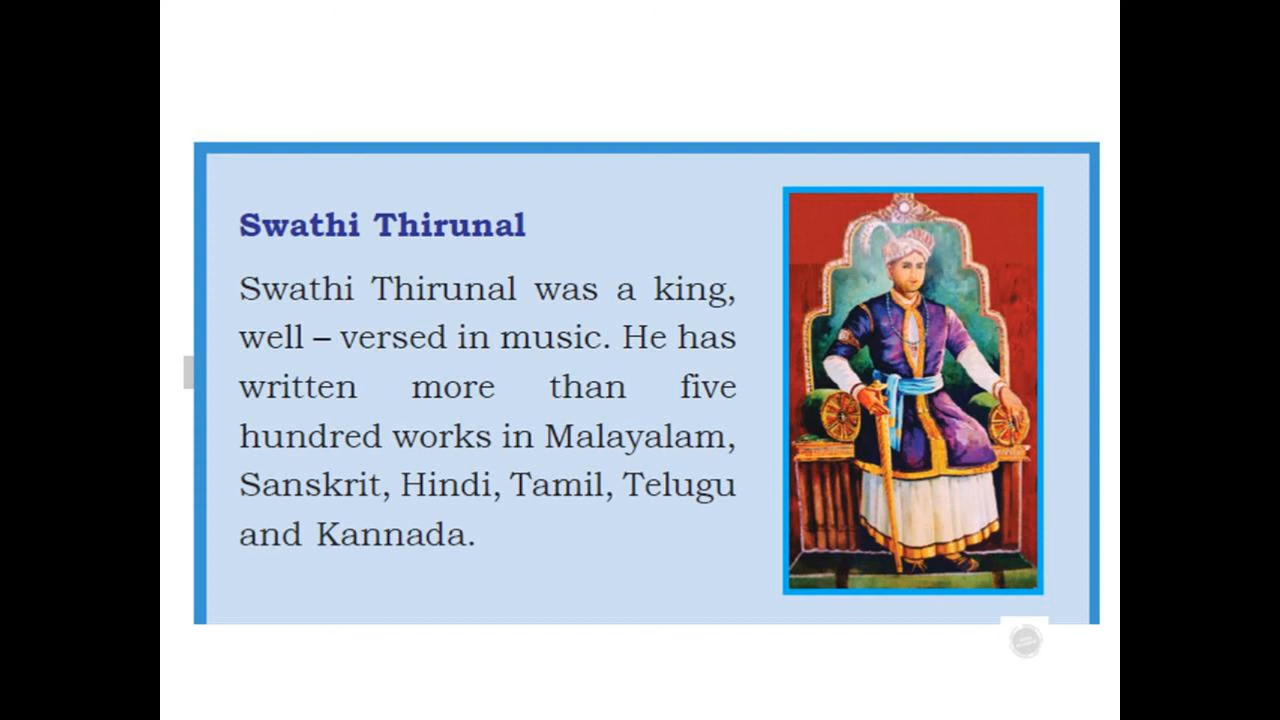 Swathi Thirunal
Swathi Thirunal was a king,
well – versed in music. He has
written more than five
hundred works in Malayalam,
Sanskrit, Hindi, Tamil, Telugu
and Kannada.